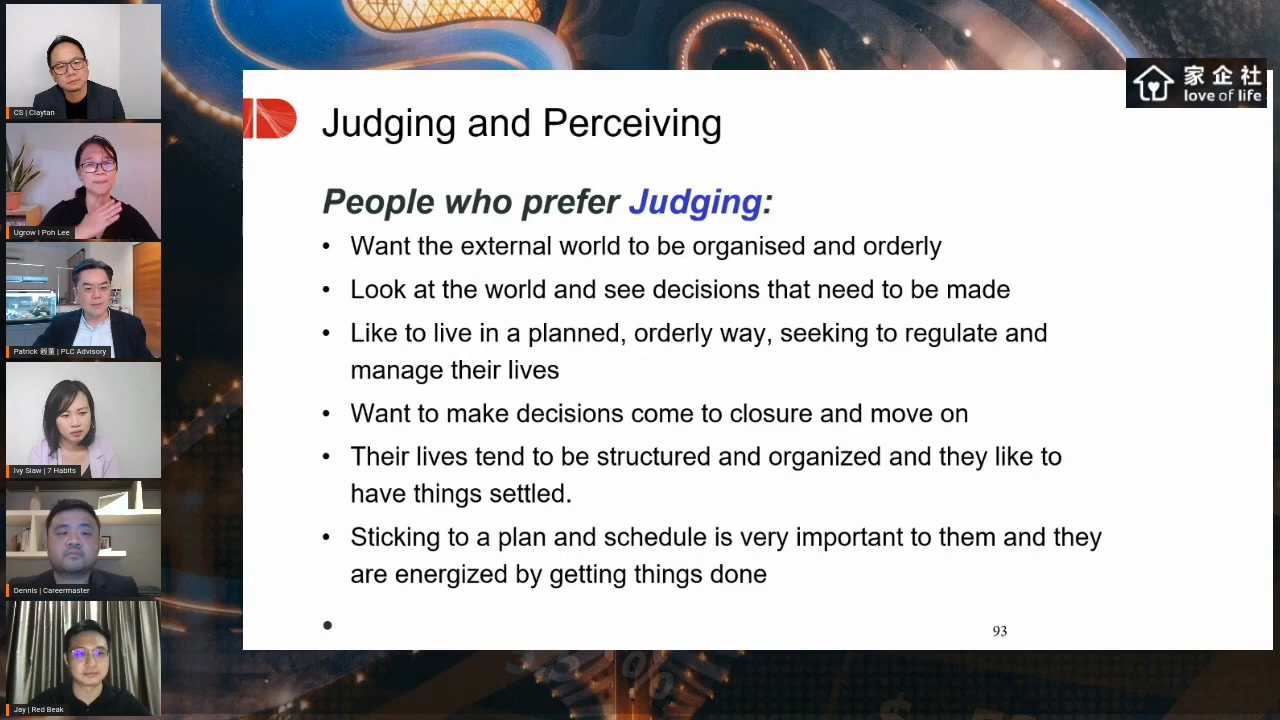 CS | Claytan
Ugrow I Poh Lee
Patrick 赖董 | PLC Advisory
Ivy Siaw | 7 Habits
Dennis | Careermaster
Jay | Red Beak
家企社
love of life
Judging and Perceiving
People who prefer Judging:
• Want the external world to be organised and orderly
• Look at the world and see decisions that need to be made
• Like to live in a planned, orderly way, seeking to regulate and
manage their lives
• Want to make decisions come to closure and move on
• Their lives tend to be structured and organized and they like to
have things settled.
• Sticking to a plan and schedule is very important to them and they
are energized by getting things done
•
93